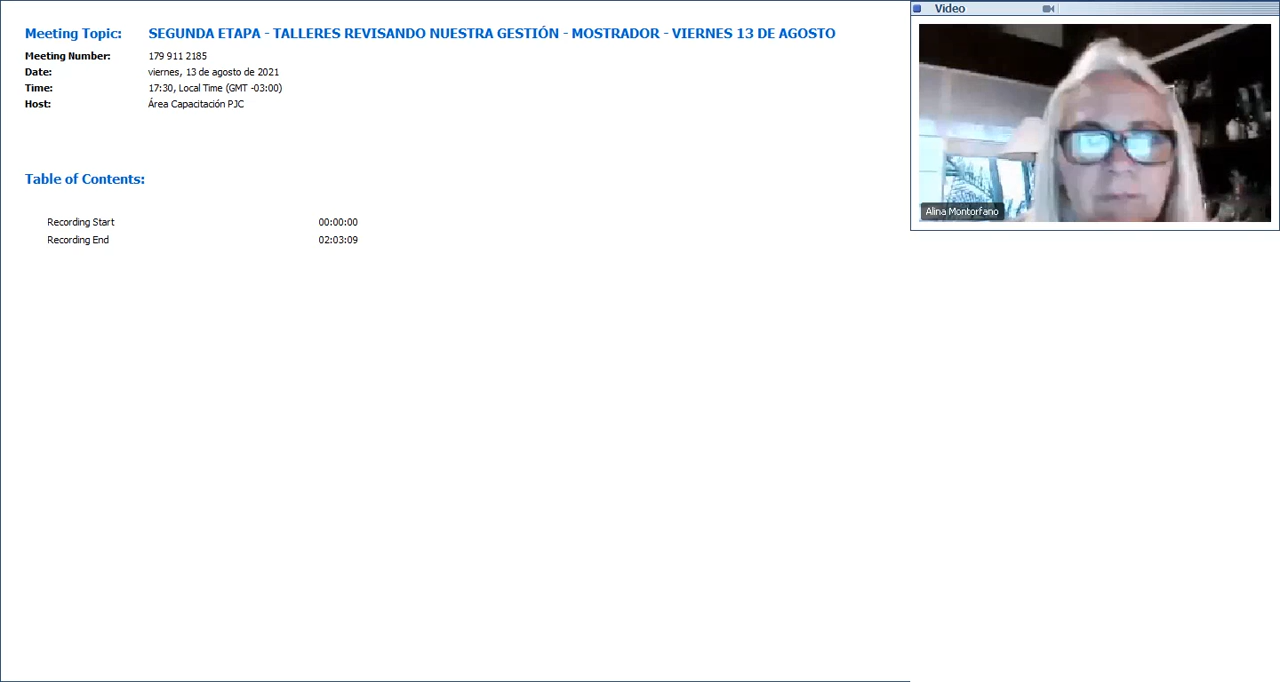 Meeting Topic: SEGUNDA ETAPA - TALLERES REVISANDO NUESTRA GESTIÓN - MOSTRADOR - VIERNES 13 DE AGOSTO
Meeting Number: 179 911 2185
Date: viernes, 13 de agosto de 2021
Time: 17:30, Local Time (GMT -03:00)
Host: Área Capacitación PJC
Table of Contents:
Recording Start 00:00:00
Recording End 02:03:09
Video
Alina Montorfano